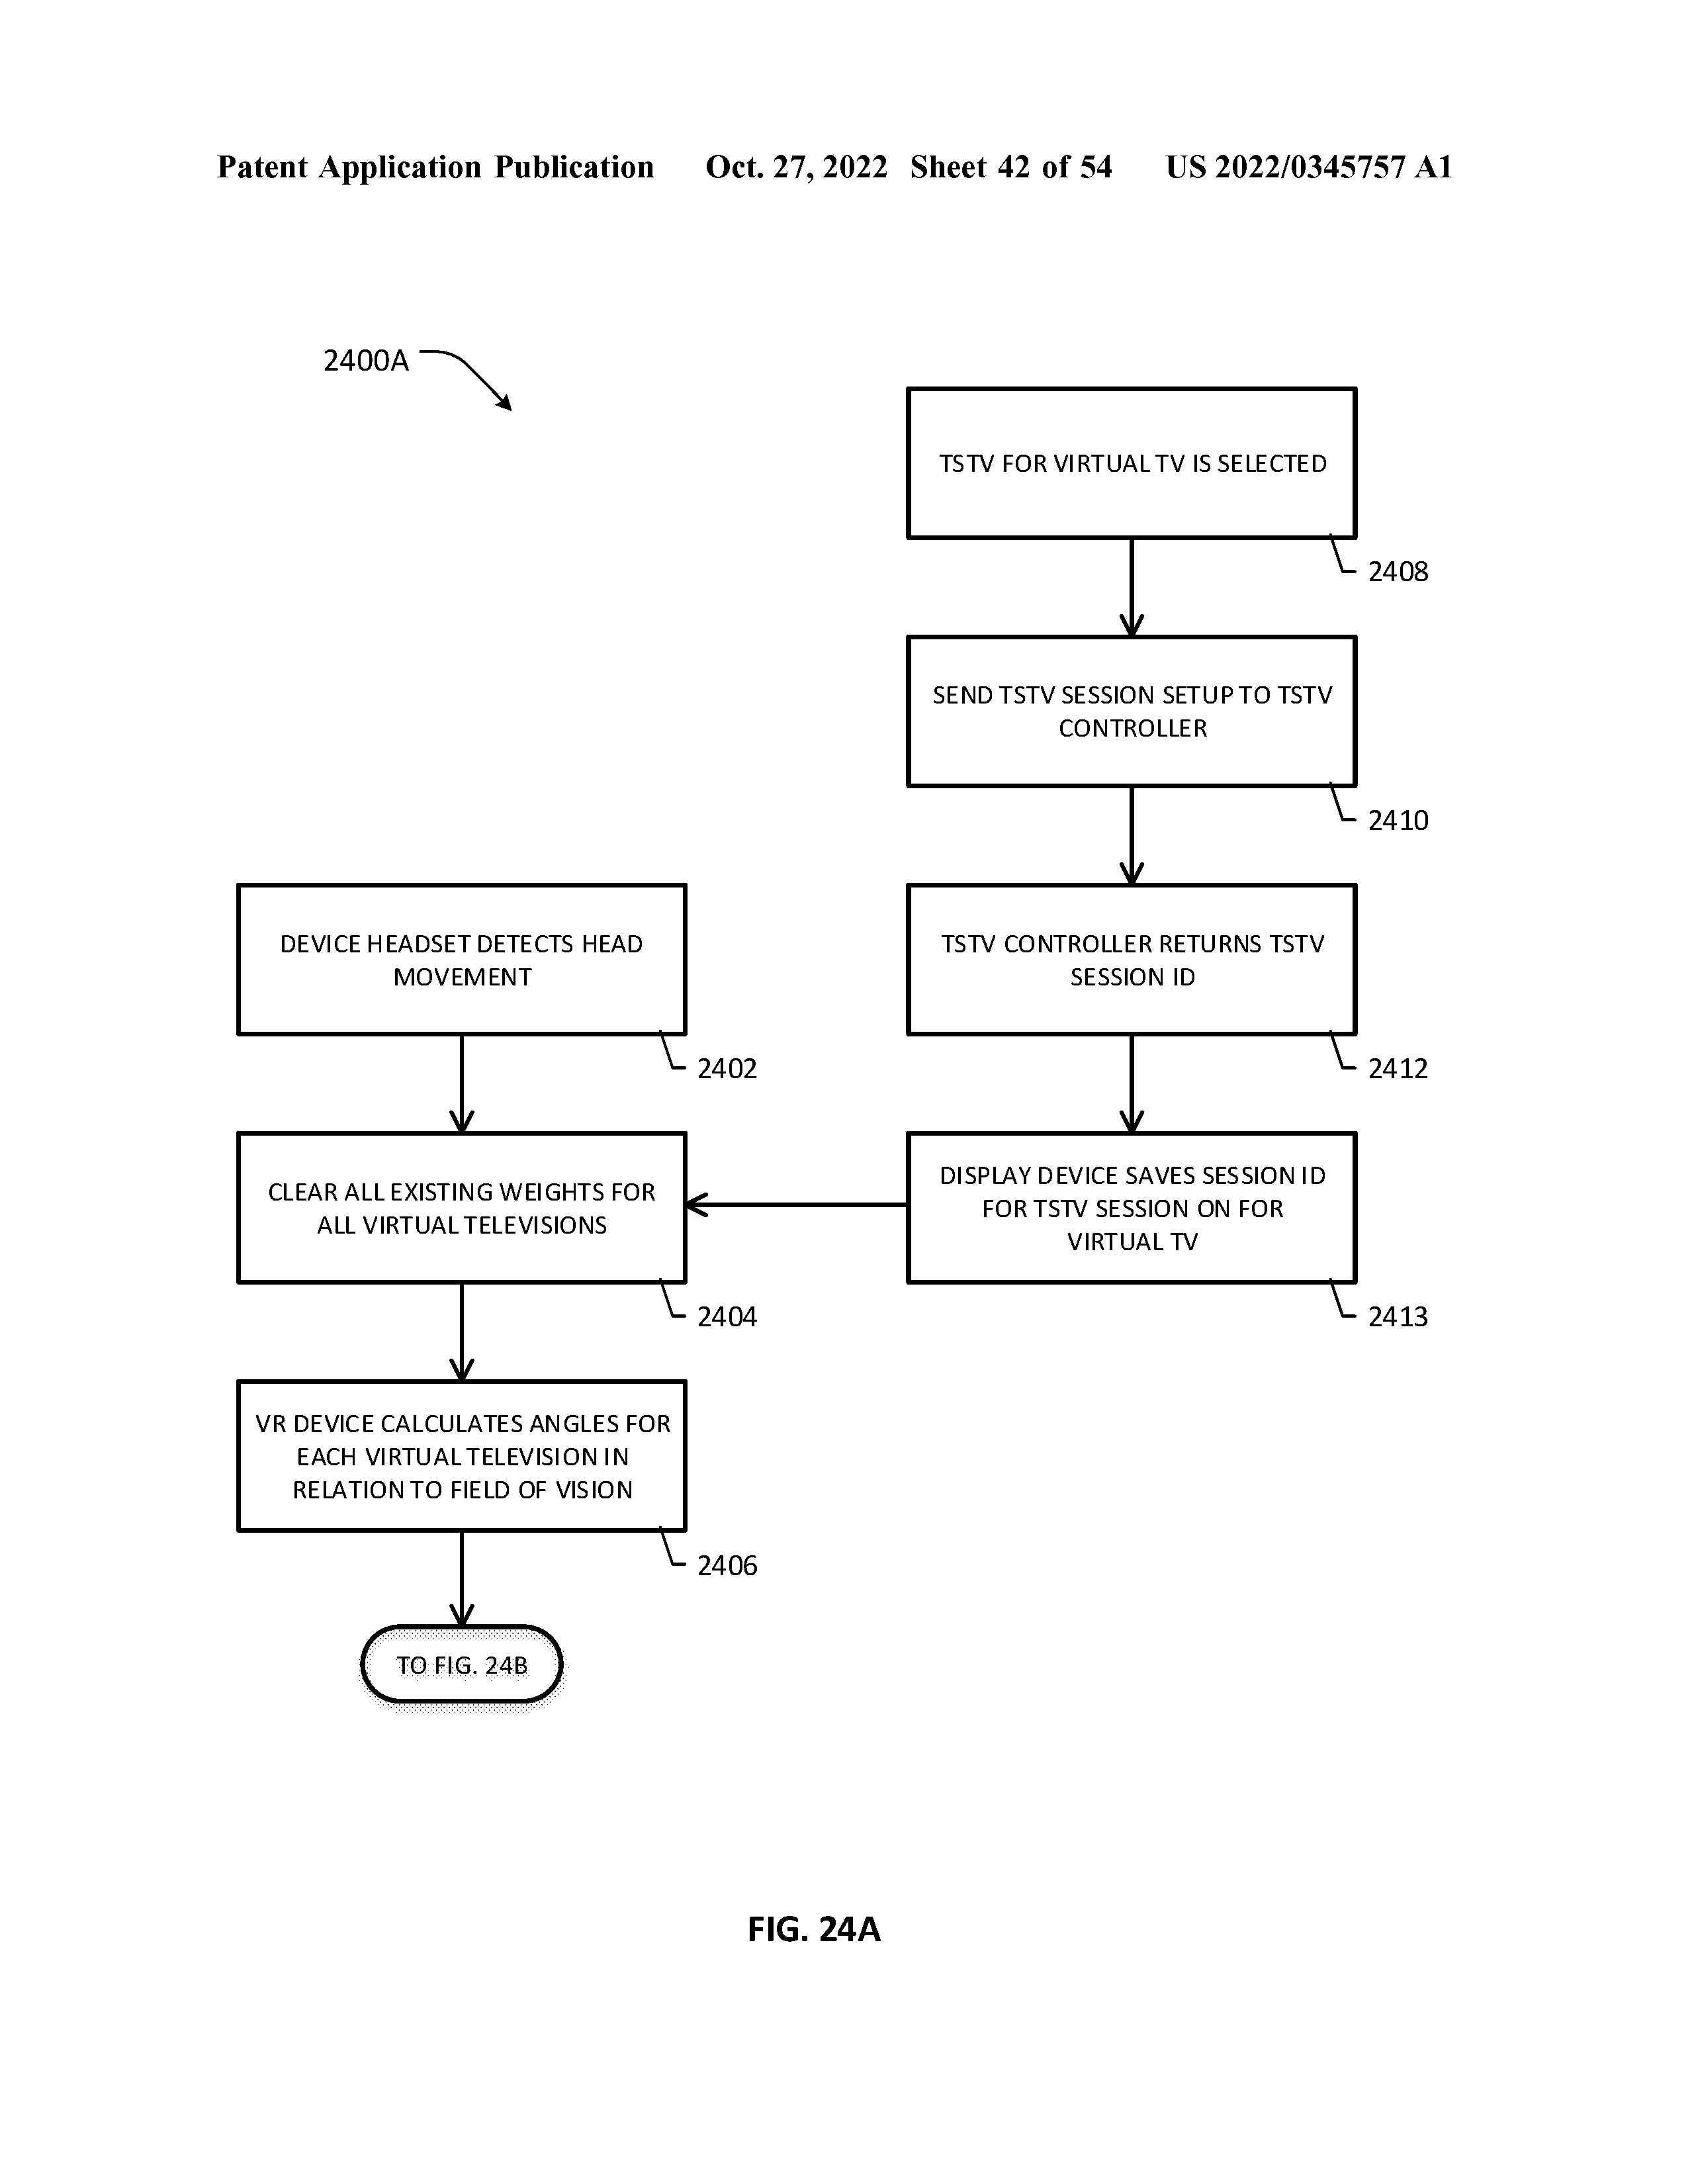 Patent Application Publication Oct. 27, 2022 Sheet 42 of 54 US 2022/0345757 A1
2400A
TSTV FOR VIRTUAL TV IS SELECTED
2408
SEND TSTV SESSION SETUP TO TSTV
CONTROLLER
2410
DEVICE HEADSET DETECTS HEAD
MOVEMENT
2402
TSTV CONTROLLER RETURNS TSTV
SESSION ID
2412
CLEAR ALL EXISTING WEIGHTS FOR
ALL VIRTUAL TELEVISIONS
2404
DISPLAY DEVICE SAVES SESSION ID
FOR TSTV SESSION ON FOR
VIRTUAL TV
2413
VR DEVICE CALCULATES ANGLES FOR
EACH VIRTUAL TELEVISION IN
RELATION TO FIELD OF VISION
2406
TO FIG. 24B
FIG. 24A